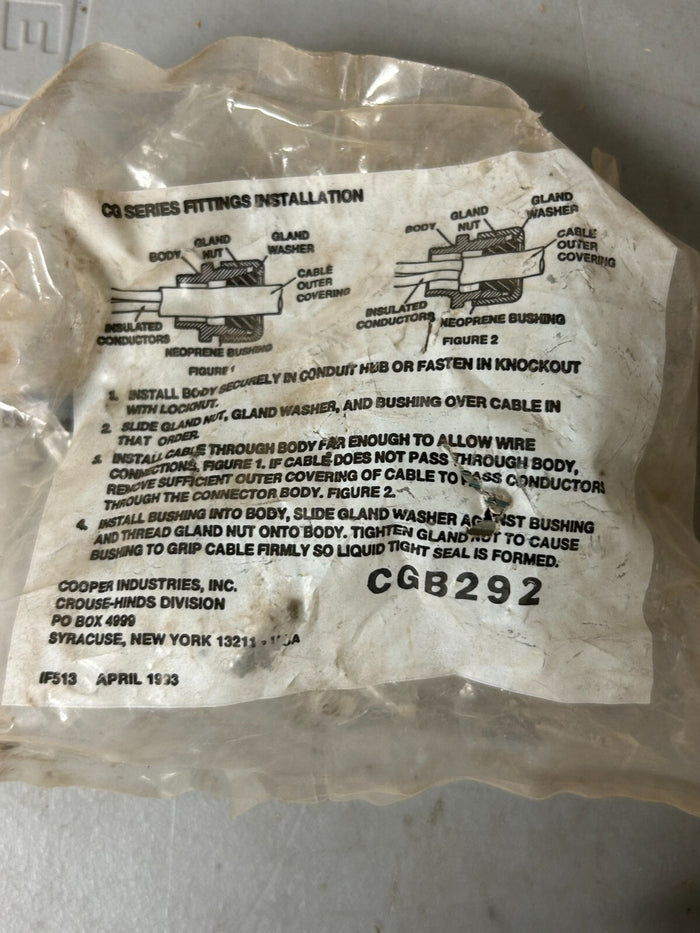 CG SERIES FITTINGS INSTALLATION
BODY
GLAND
NUT
GLAND
WASHER
CABLE
OUTER
COVERING
INSULATED
CONDUCTORS
NEOPRENE BUSHING
FIGURE 1
BODY
GLAND
NUT
GLAND
WASHER
CABLE
OUTER
COVERING
INSULATED
CONDUCTORS
NEOPRENE BUSHING
FIGURE 2
1. INSTALL BODY SECURELY IN CONDUIT HUB OR FASTEN IN KNOCKOUT
WITH LOCKNUT.
2. SLIDE GLAND NUT, GLAND WASHER, AND BUSHING OVER CABLE IN
THAT ORDER.
3. INSTALL CABLE THROUGH BODY FAR ENOUGH TO ALLOW WIRE
CONNECTIONS, FIGURE 1. IF CABLE DOES NOT PASS THROUGH BODY,
REMOVE SUFFICIENT OUTER COVERING OF CABLE TO PASS CONDUCTORS
THROUGH THE CONNECTOR BODY. FIGURE 2.
4. INSTALL BUSHING INTO BODY, SLIDE GLAND WASHER AGAINST BUSHING
AND THREAD GLAND NUT ONTO BODY. TIGHTEN GLAND NUT TO CAUSE
BUSHING TO GRIP CABLE FIRMLY SO LIQUID TIGHT SEAL IS FORMED.
COOPER INDUSTRIES, INC.
CROUSE-HINDS DIVISION
PO BOX 4999
SYRACUSE, NEW YORK 13211 - USA
CGB292
IF513 APRIL 1993